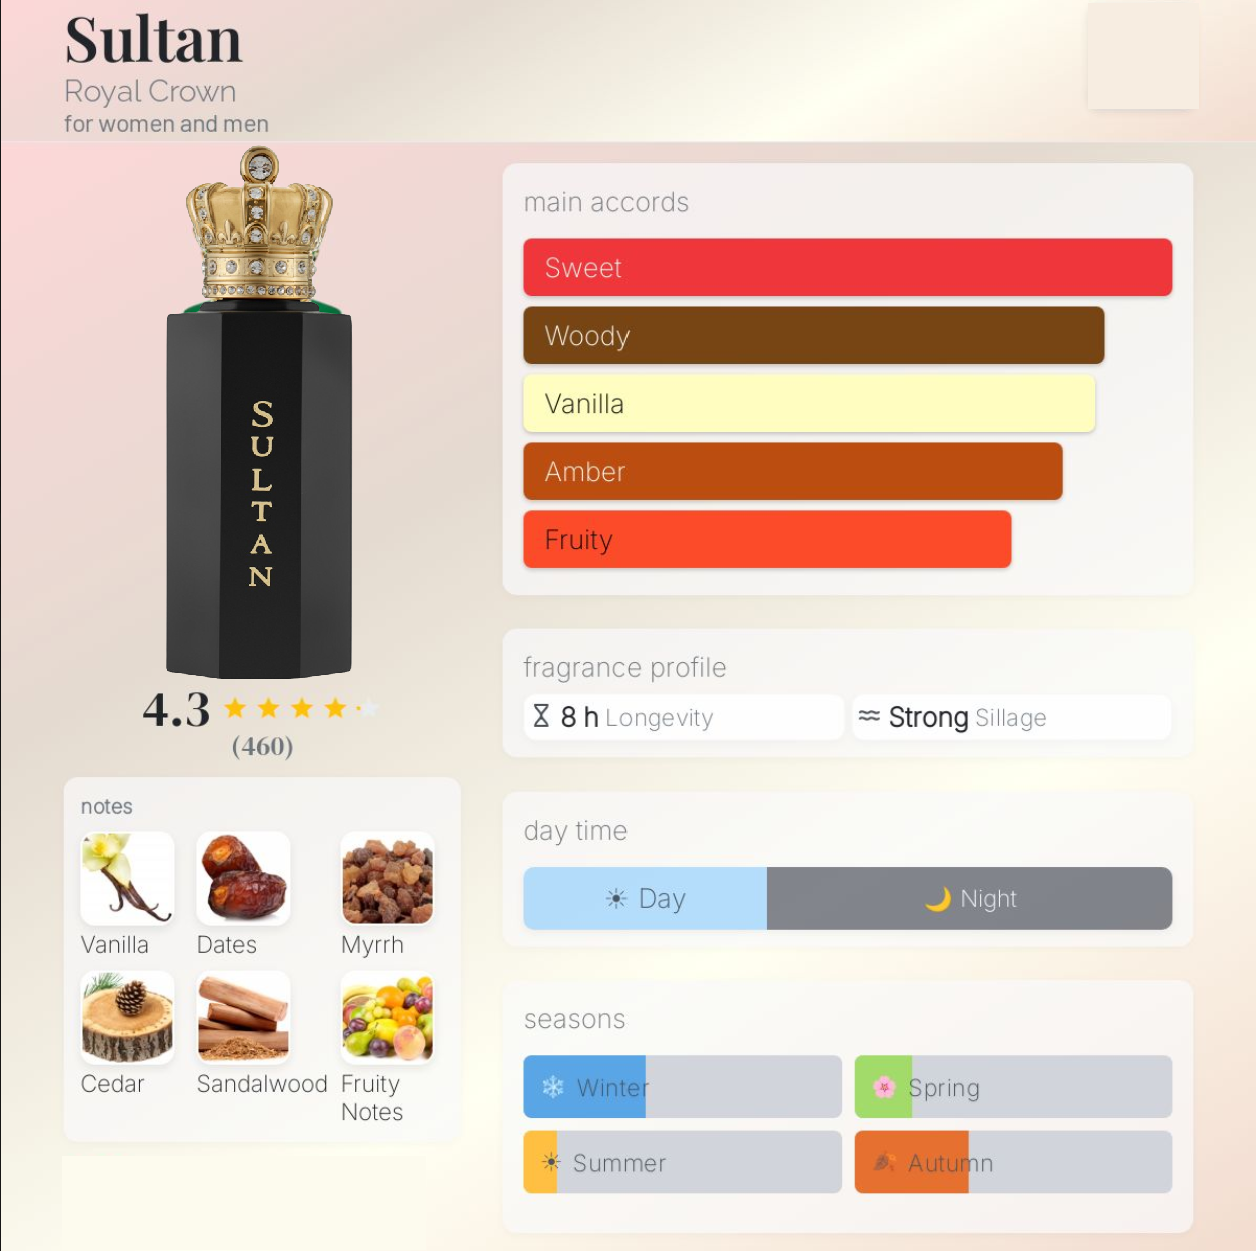 Sultan
Royal Crown
for women and men
SULTAN
4.3
(460)
notes
Vanilla
Dates
Myrrh
Cedar
Sandalwood
Fruity
Notes
main accords
Sweet
Woody
Vanilla
Amber
Fruity
fragrance profile
8 h Longevity
Strong Sillage
day time
Day
Night
seasons
Winter
Spring
Summer
Autumn